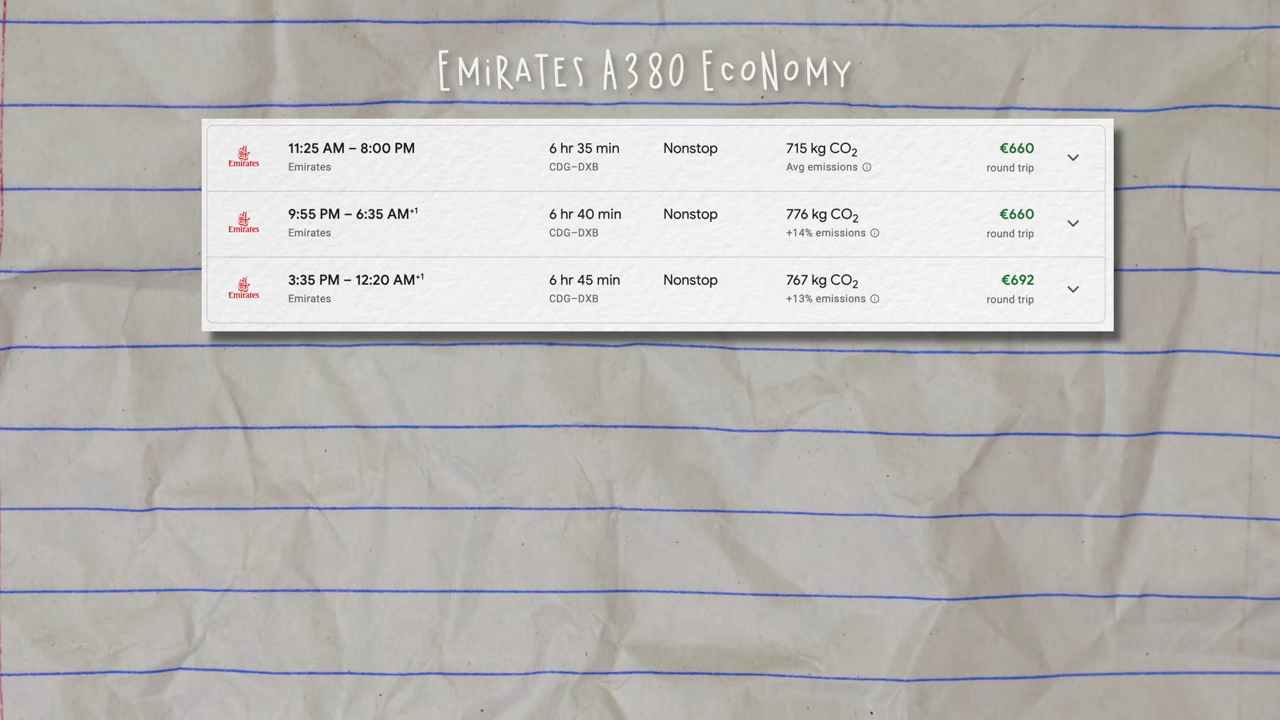 EMiRATES A380 EcoNOMY
Emirates 11:25 AM – 8:00 PM 6 hr 35 min Nonstop 715 kg CO₂ €660
Emirates CDG–DXB Avg emissions round trip
Emirates 9:55 PM – 6:35 AM+1 6 hr 40 min Nonstop 776 kg CO₂ €660
Emirates CDG–DXB +14% emissions round trip
Emirates 3:35 PM – 12:20 AM+1 6 hr 45 min Nonstop 767 kg CO₂ €692
Emirates CDG–DXB +13% emissions round trip